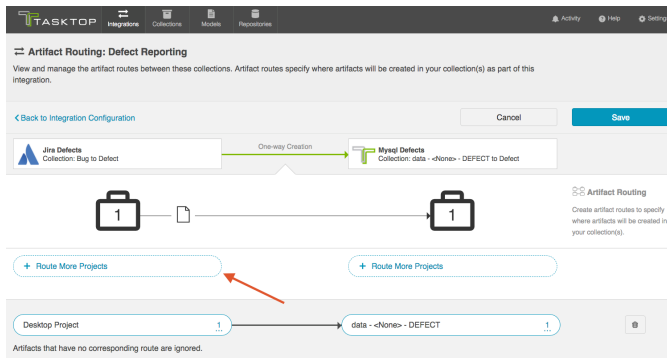 TASKTOP
Integrations
Collections
Models
Repositories
Activity
Help
Setting
Artifact Routing: Defect Reporting
View and manage the artifact routes between these collections. Artifact routes specify where artifacts will be created in your collection(s) as part of this
integration.
Back to Integration Configuration
Cancel
Save
Jira Defects
Collection: Bug to Defect
One-way Creation
Mysql Defects
Collection: data - <None> - DEFECT to Defect
1
1
Artifact Routing
Create artifact routes to specify
where artifacts will be created in
your collection(s).
+ Route More Projects
+ Route More Projects
Desktop Project 1
data - <None> - DEFECT 1
Artifacts that have no corresponding route are ignored.